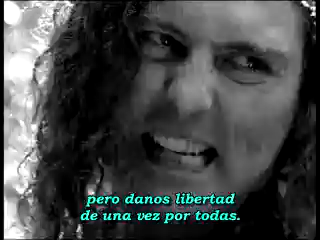 pero danos libertad
de una vez por todas.